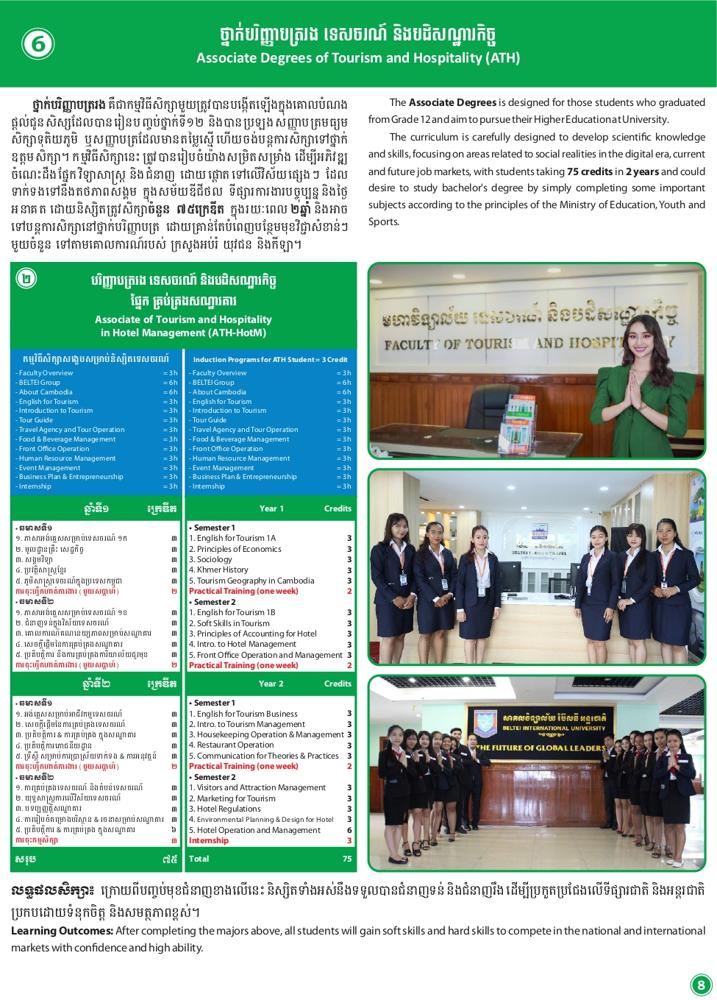 6
ថ្នាក់បរិញ្ញាបត្ររង ទេសចរណ៍ និងបដិសណ្ឋារកិច្ច
Associate Degrees of Tourism and Hospitality (ATH)
ថ្នាក់បរិញ្ញាបត្ររង គឺជាកម្មវិធីសិក្សាមួយត្រូវបានបង្កើតឡើងក្នុងគោលបំណង
ផ្តល់ជូនសិស្សដែលបានរៀនបញ្ចប់ថ្នាក់ទី១២ និងបានប្រឡងសញ្ញាបត្រមធ្យម
សិក្សាទុតិយភូមិ ឬសញ្ញាបត្រដែលមានតម្លៃស្មើ ហើយចង់បន្តការសិក្សាទៅថ្នាក់
ឧត្តមសិក្សា។ កម្មវិធីសិក្សានេះ ត្រូវបានរៀបចំយ៉ាងសម្រិតសម្រាំង ដើម្បីអភិវឌ្ឍ
ចំណេះដឹងផ្នែកវិទ្យាសាស្ត្រ និងជំនាញ ដោយផ្តោតទៅលើវិស័យផ្សេងៗ ដែល
ទាក់ទងទៅនឹងតថភាពសង្គម ក្នុងសម័យឌីជីថល ទីផ្សារការងារបច្ចុប្បន្ន និងថ្ងៃ
អនាគត ដោយនិស្សិតត្រូវសិក្សាចំនួន ៧៥ក្រេឌីត ក្នុងរយៈពេល ២ឆ្នាំ និងអាច
ទៅបន្តការសិក្សានៅថ្នាក់បរិញ្ញាបត្រ ដោយគ្រាន់តែបំពេញបន្ថែមមុខវិជ្ជាសំខាន់ៗ
មួយចំនួន ទៅតាមគោលការណ៍របស់ ក្រសួងអប់រំ យុវជន និងកីឡា។
The Associate Degrees is designed for those students who graduated
from Grade 12 and aim to pursue their Higher Education at University.
The curriculum is carefully designed to develop scientific knowledge
and skills, focusing on areas related to social realities in the digital era, current
and future job markets, with students taking 75 credits in 2 years and could
desire to study bachelor's degree by simply completing some important
subjects according to the principles of the Ministry of Education, Youth and
Sports.
២
បរិញ្ញាបត្ររង ទេសចរណ៍ និងបដិសណ្ឋារកិច្ច
ផ្នែក គ្រប់គ្រងសណ្ឋាគារ
Associate of Tourism and Hospitality
in Hotel Management (ATH-HotM)
កម្មវិធីសិក្សាសង្ខេបសម្រាប់និស្សិតទេសចរណ៍
- Faculty Overview = 3h
- BELTEI Group = 6h
- About Cambodia = 6h
- English for Tourism = 3h
- Introduction to Tourism = 3h
- Tour Guide = 3h
- Travel Agency and Tour Operation = 3h
- Food & Beverage Management = 3h
- Front Office Operation = 3h
- Human Resource Management = 3h
- Event Management = 3h
- Business Plan & Entrepreneurship = 3h
- Internship = 3h
Induction Programs for ATH Student = 3 Credit
- Faculty Overview = 3h
- BELTEI Group = 6h
- About Cambodia = 6h
- English for Tourism = 3h
- Introduction to Tourism = 3h
- Tour Guide = 3h
- Travel Agency and Tour Operation = 3h
- Food & Beverage Management = 3h
- Front Office Operation = 3h
- Human Resource Management = 3h
- Event Management = 3h
- Business Plan & Entrepreneurship = 3h
- Internship = 3h
ឆ្នាំទី១ ក្រេឌីត
• ឆមាសទី១
១. ភាសាអង់គ្លេសសម្រាប់ទេសចរណ៍ ១ក ៣
២. មូលដ្ឋានគ្រឹះ សេដ្ឋកិច្ច ៣
៣. សង្គមវិទ្យា ៣
៤. ប្រវត្តិសាស្ត្រខ្មែរ ៣
៥. ភូមិសាស្ត្រទេសចរណ៍ក្នុងប្រទេសកម្ពុជា ៣
ការចុះហ្វឹកហាត់ការងារ ( មួយសប្តាហ៍ ) ២
• ឆមាសទី២
១. ភាសាអង់គ្លេសសម្រាប់ទេសចរណ៍ ១ខ ៣
២. ជំនាញទន់ក្នុងវិស័យទេសចរណ៍ ៣
៣. គោលការណ៍គណនេយ្យភាពសម្រាប់សណ្ឋាគារ ៣
៤. សេចក្តីផ្តើមនៃការគ្រប់គ្រងសណ្ឋាគារ ៣
៥. ប្រតិបត្តិការ និងការគ្រប់គ្រងការិយាល័យជួរមុខ ៣
ការចុះហ្វឹកហាត់ការងារ ( មួយសប្តាហ៍ ) ២
Year 1 Credits
• Semester 1
1. English for Tourism 1A 3
2. Principles of Economics 3
3. Sociology 3
4. Khmer History 3
5. Tourism Geography in Cambodia 3
Practical Training (one week) 2
• Semester 2
1. English for Tourism 1B 3
2. Soft Skills in Tourism 3
3. Principles of Accounting for Hotel 3
4. Intro. to Hotel Management 3
5. Front Office Operation and Management 3
Practical Training (one week) 2
ឆ្នាំទី២ ក្រេឌីត
• ឆមាសទី១
១. អង់គ្លេសសម្រាប់អាជីវកម្មទេសចរណ៍ ៣
២. សេចក្តីផ្តើមនៃការគ្រប់គ្រងទេសចរណ៍ ៣
៣. ប្រតិបត្តិការ & ការគ្រប់គ្រង ក្នុងសណ្ឋាគារ ៣
៤. ប្រតិបត្តិការភោជនីយដ្ឋាន ៣
៥. ទ្រឹស្តី សម្រាប់ការប្រាស្រ័យទាក់ទង & ការអនុវត្តន៍ ៣
ការចុះហ្វឹកហាត់ការងារ ( មួយសប្តាហ៍ ) ២
• ឆមាសទី២
១. ការគ្រប់គ្រងទេសចរណ៍ និងតំបន់ទេសចរណ៍ ៣
២. យុទ្ធសាស្ត្រការលើវិស័យទេសចរណ៍ ៣
៣. បទប្បញ្ញត្តិសណ្ឋាគារ ៣
៤. ការរៀបចំគម្រោងបរិស្ថាន & រចនាសម្រាប់សណ្ឋាគារ ៣
៥. ប្រតិបត្តិការ & ការគ្រប់គ្រង ក្នុងសណ្ឋាគារ ៦
ការចុះកម្មសិក្សា ៣
Year 2 Credits
• Semester 1
1. English for Tourism Business 3
2. Intro. to Tourism Management 3
3. Housekeeping Operation & Management 3
4. Restaurant Operation 3
5. Communication for Theories & Practices 3
Practical Training (one week) 2
• Semester 2
1. Visitors and Attraction Management 3
2. Marketing for Tourism 3
3. Hotel Regulations 3
4. Environmental Planning & Design for Hotel 3
5. Hotel Operation and Management 6
Internship 3
សរុប ៧៥
Total 75
មហាវិទ្យាល័យ ទេសចរណ៍ និងបដិសណ្ឋារកិច្ច
FACULTY OF TOURISM AND HOSPIT
សាកលវិទ្យាល័យ ប៊ែលធី អន្តរជាតិ
BELTEI INTERNATIONAL UNIVERSITY
THE FUTURE OF GLOBAL LEADERS
លទ្ធផលសិក្សា៖ ក្រោយពីបញ្ចប់មុខជំនាញខាងលើនេះ និស្សិតទាំងអស់នឹងទទួលបានជំនាញទន់ និងជំនាញរឹង ដើម្បីប្រកួតប្រជែងលើទីផ្សារជាតិ និងអន្តរជាតិ
ប្រកបដោយទំនុកចិត្ត និងសមត្ថភាពខ្ពស់។
Learning Outcomes: After completing the majors above, all students will gain soft skills and hard skills to compete in the national and international
markets with confidence and high ability.
8